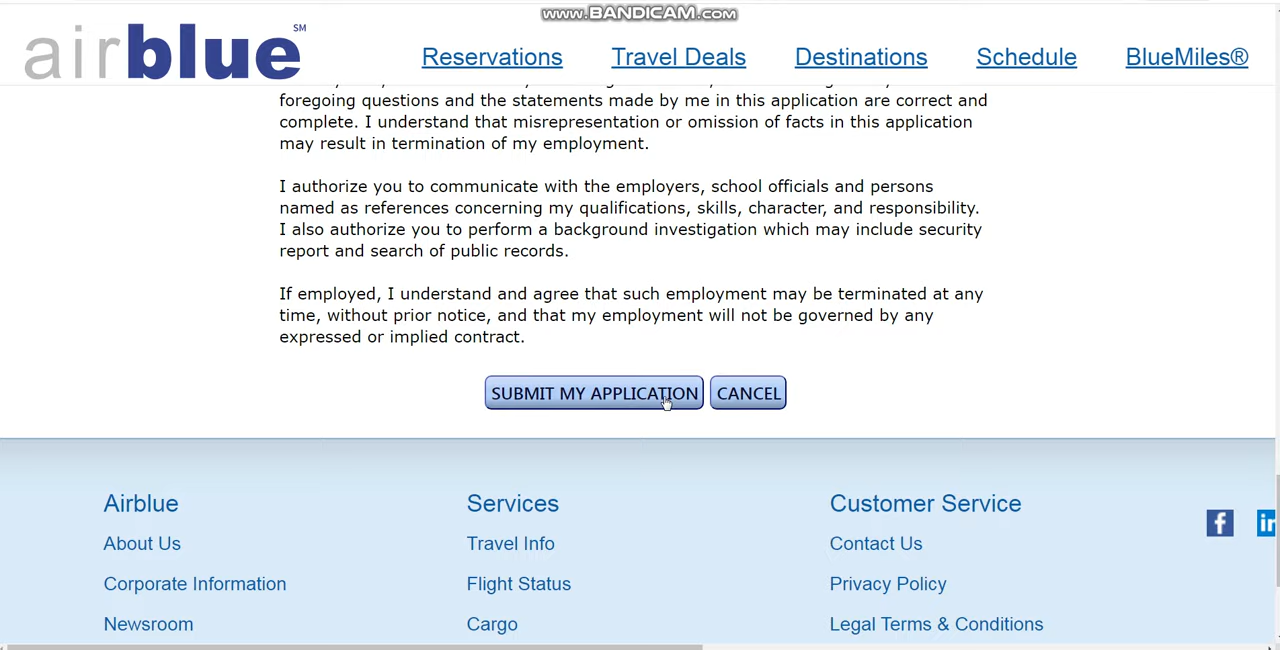 www.BANDICAM.com
airblue SM
Reservations Travel Deals Destinations Schedule BlueMiles®
foregoing questions and the statements made by me in this application are correct and
complete. I understand that misrepresentation or omission of facts in this application
may result in termination of my employment.
I authorize you to communicate with the employers, school officials and persons
named as references concerning my qualifications, skills, character, and responsibility.
I also authorize you to perform a background investigation which may include security
report and search of public records.
If employed, I understand and agree that such employment may be terminated at any
time, without prior notice, and that my employment will not be governed by any
expressed or implied contract.
SUBMIT MY APPLICATION CANCEL
Airblue Services Customer Service
About Us Travel Info Contact Us
Corporate Information Flight Status Privacy Policy
Newsroom Cargo Legal Terms & Conditions